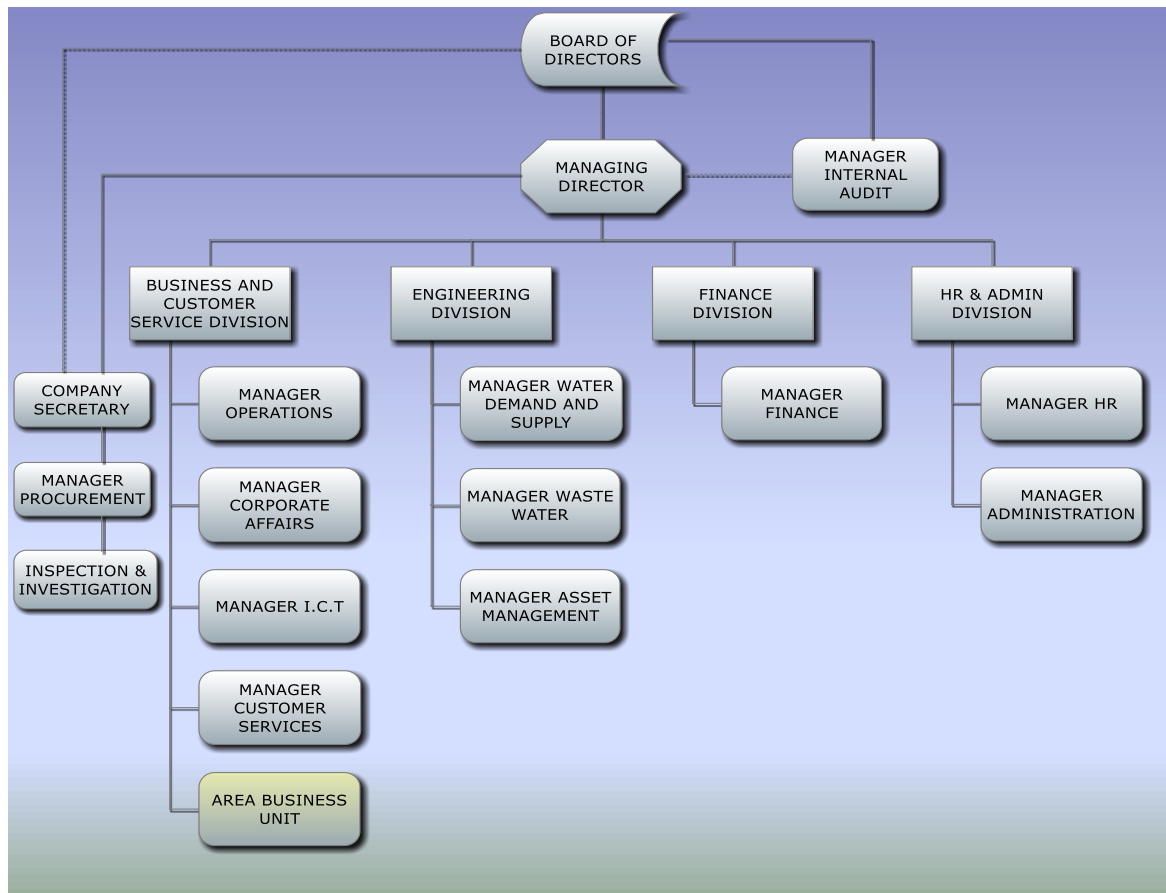 BOARD OF
DIRECTORS
MANAGING
DIRECTOR
MANAGER
INTERNAL
AUDIT
BUSINESS AND
CUSTOMER
SERVICE DIVISION
ENGINEERING
DIVISION
FINANCE
DIVISION
HR & ADMIN
DIVISION
COMPANY
SECRETARY
MANAGER
PROCUREMENT
INSPECTION &
INVESTIGATION
MANAGER
OPERATIONS
MANAGER
CORPORATE
AFFAIRS
MANAGER I.C.T
MANAGER
CUSTOMER
SERVICES
AREA BUSINESS
UNIT
MANAGER WATER
DEMAND AND
SUPPLY
MANAGER WASTE
WATER
MANAGER ASSET
MANAGEMENT
MANAGER
FINANCE
MANAGER HR
MANAGER
ADMINISTRATION